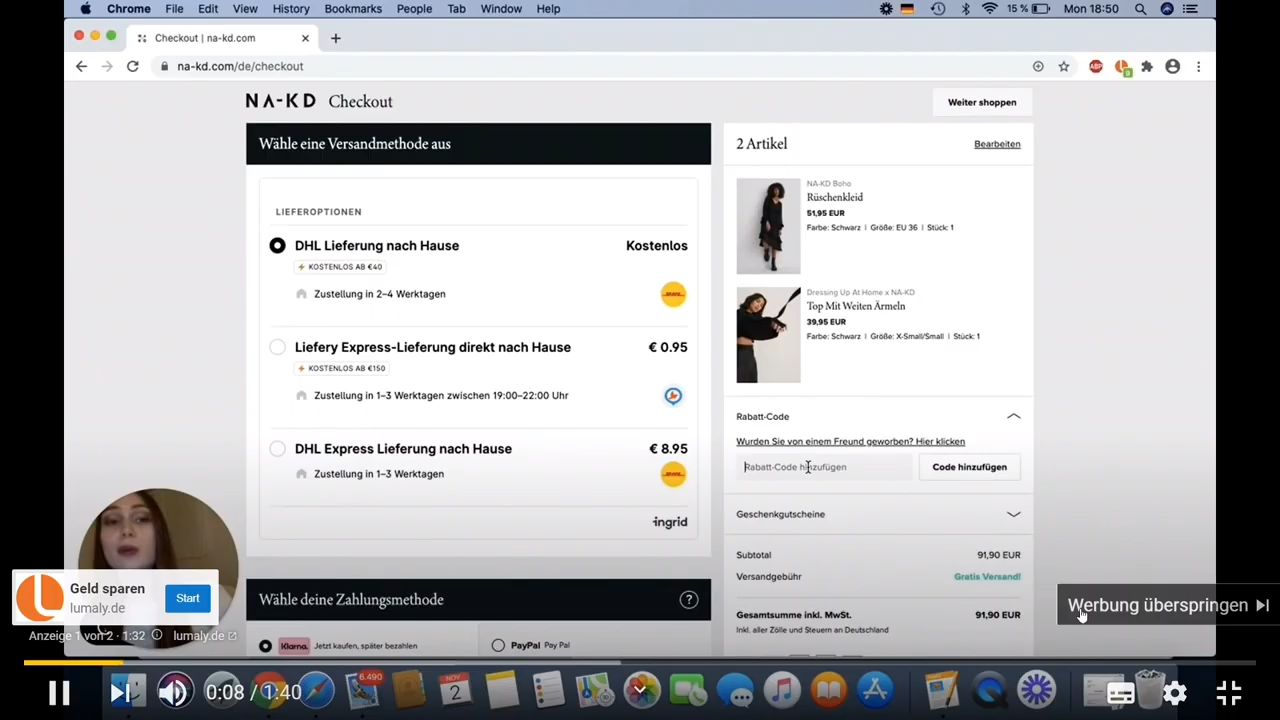 Chrome File Edit View History Bookmarks People Tab Window Help 15 % Mon 18:50
Checkout | na-kd.com
na-kd.com/de/checkout
ABP
8
NA-KD Checkout
Weiter shoppen
Wähle eine Versandmethode aus
LIEFEROPTIONEN
DHL Lieferung nach Hause Kostenlos
KOSTENLOS AB €40
Zustellung in 2–4 Werktagen
Liefery Express-Lieferung direkt nach Hause € 0.95
KOSTENLOS AB €150
Zustellung in 1–3 Werktagen zwischen 19:00–22:00 Uhr
DHL Express Lieferung nach Hause € 8.95
Zustellung in 1–3 Werktagen
ingrid
Wähle deine Zahlungsmethode ?
Klarna. Jetzt kaufen, später bezahlen
PayPal Pay Pal
2 Artikel Bearbeiten
NA-KD Boho
Rüschenkleid
51,95 EUR
Farbe: Schwarz | Größe: EU 36 | Stück: 1
Dressing Up At Home x NA-KD
Top Mit Weiten Ärmeln
39,95 EUR
Farbe: Schwarz | Größe: X-Small/Small | Stück: 1
Rabatt-Code
Wurden Sie von einem Freund geworben? Hier klicken
Rabatt-Code hinzufügen Code hinzufügen
Geschenkgutscheine
Subtotal 91,90 EUR
Versandgebühr Gratis Versand!
Gesamtsumme inkl. MwSt. 91,90 EUR
Inkl. aller Zölle und Steuern an Deutschland
Geld sparen
lumaly.de
Start
Anzeige 1 von 2 · 1:32 lumaly.de
Werbung überspringen
6.490
NOV
2
0:08 / 1:40